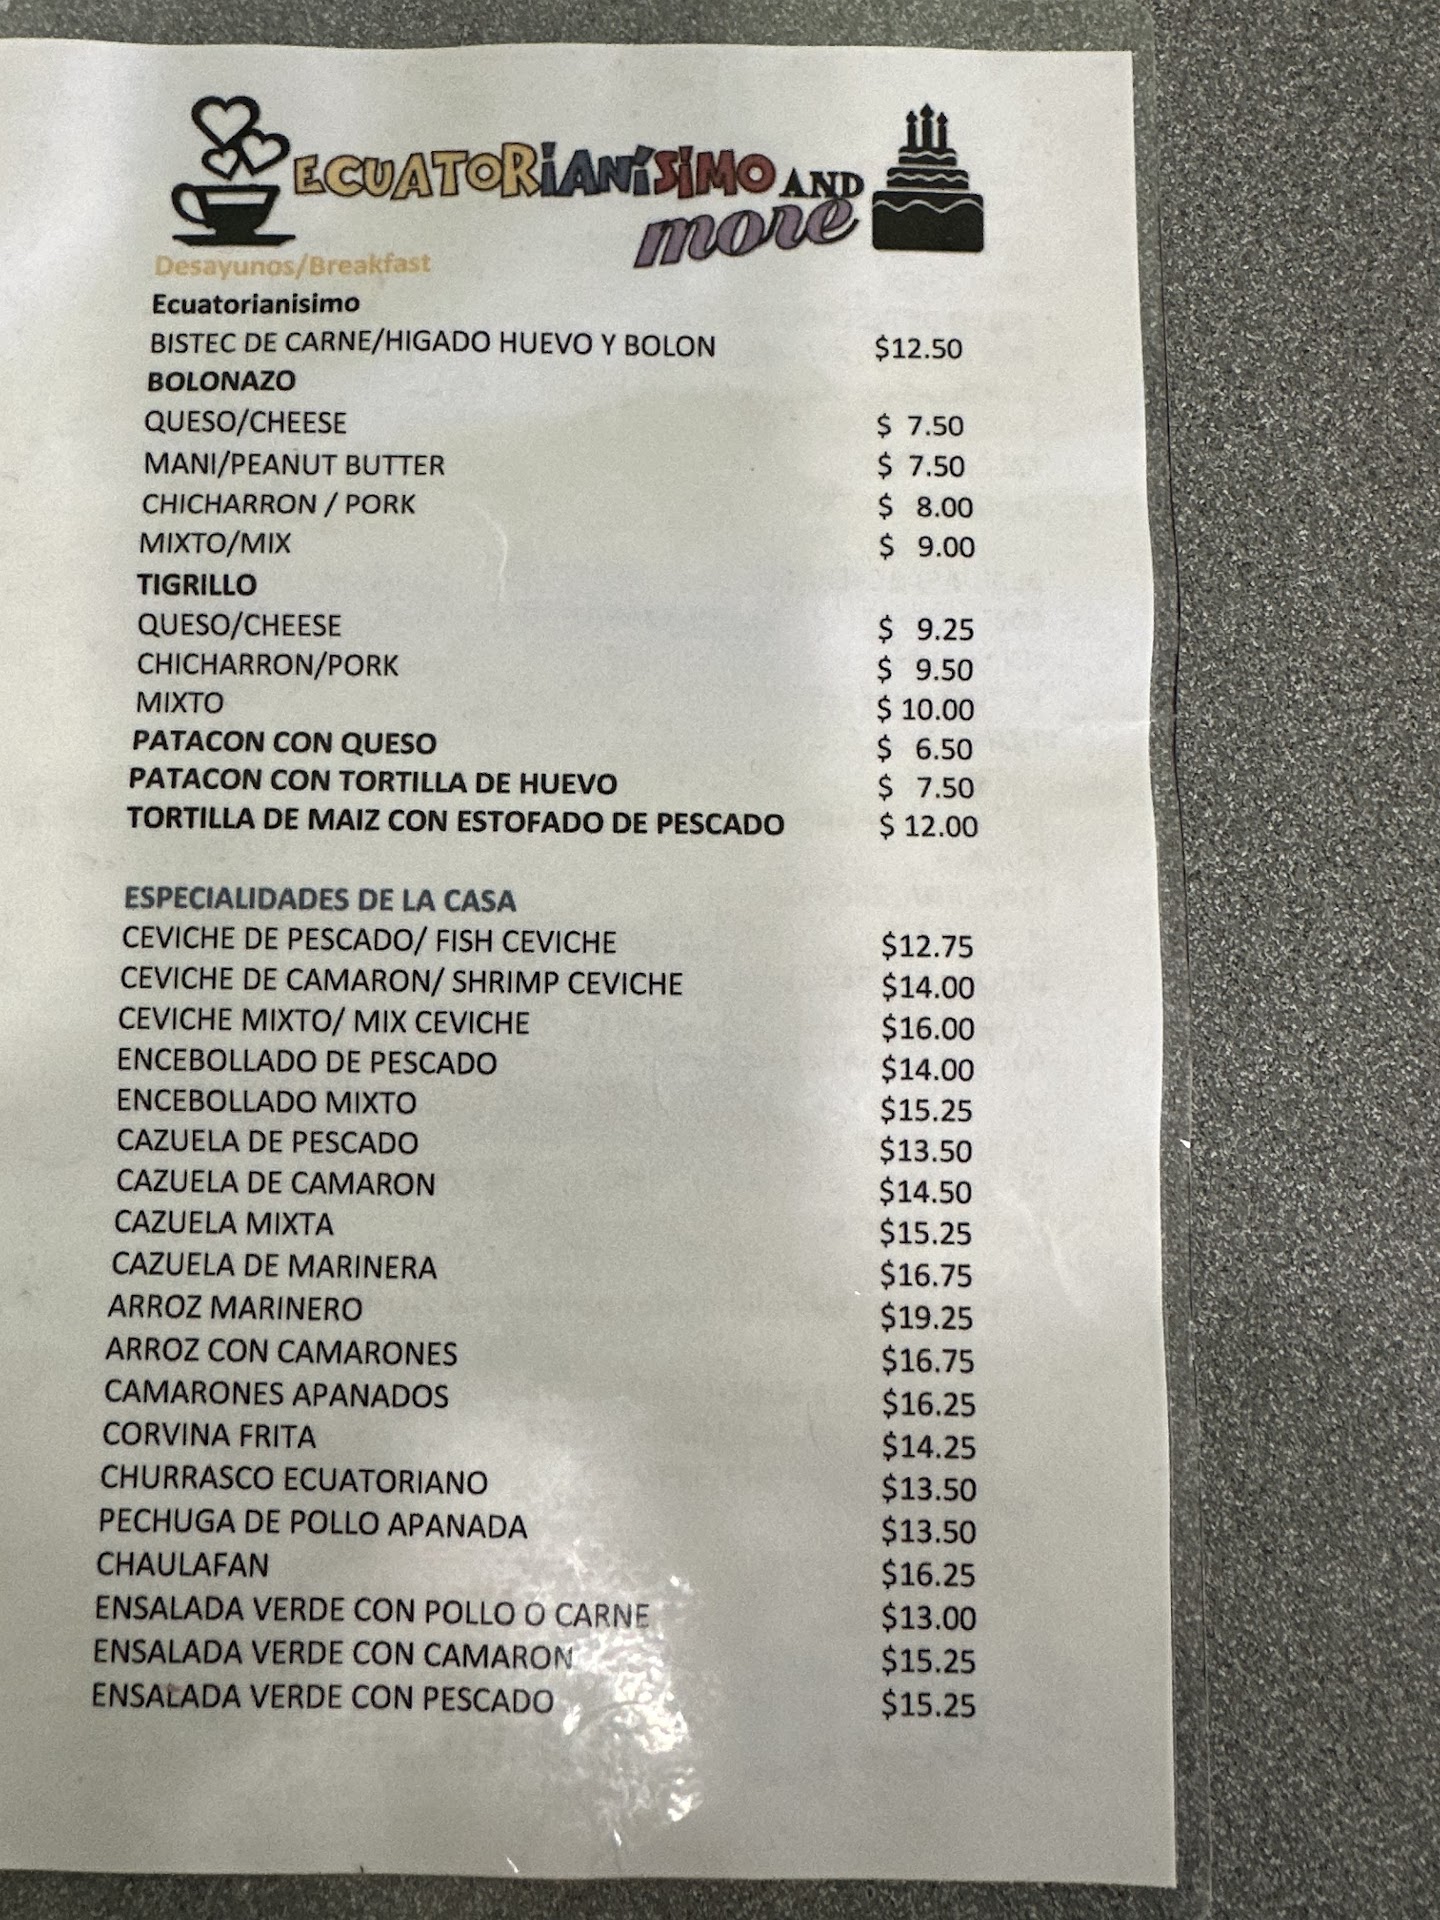 ECUATORIANÍSIMO AND
more
Desayunos/Breakfast
Ecuatorianisimo
BISTEC DE CARNE/HIGADO HUEVO Y BOLON $12.50
BOLONAZO
QUESO/CHEESE $ 7.50
MANI/PEANUT BUTTER $ 7.50
CHICHARRON / PORK $ 8.00
MIXTO/MIX $ 9.00
TIGRILLO
QUESO/CHEESE $ 9.25
CHICHARRON/PORK $ 9.50
MIXTO $ 10.00
PATACON CON QUESO $ 6.50
PATACON CON TORTILLA DE HUEVO $ 7.50
TORTILLA DE MAIZ CON ESTOFADO DE PESCADO $ 12.00
ESPECIALIDADES DE LA CASA
CEVICHE DE PESCADO/ FISH CEVICHE $12.75
CEVICHE DE CAMARON/ SHRIMP CEVICHE $14.00
CEVICHE MIXTO/ MIX CEVICHE $16.00
ENCEBOLLADO DE PESCADO $14.00
ENCEBOLLADO MIXTO $15.25
CAZUELA DE PESCADO $13.50
CAZUELA DE CAMARON $14.50
CAZUELA MIXTA $15.25
CAZUELA DE MARINERA $16.75
ARROZ MARINERO $19.25
ARROZ CON CAMARONES $16.75
CAMARONES APANADOS $16.25
CORVINA FRITA $14.25
CHURRASCO ECUATORIANO $13.50
PECHUGA DE POLLO APANADA $13.50
CHAULAFAN $16.25
ENSALADA VERDE CON POLLO O CARNE $13.00
ENSALADA VERDE CON CAMARON $15.25
ENSALADA VERDE CON PESCADO $15.25